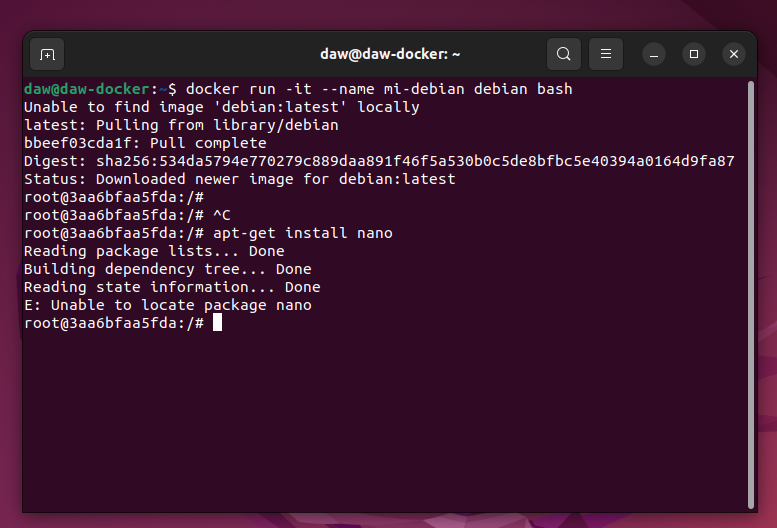 daw@daw-docker: ~
daw@daw-docker:~$ docker run -it --name mi-debian debian bash
Unable to find image 'debian:latest' locally
latest: Pulling from library/debian
bbeef03cda1f: Pull complete
Digest: sha256:534da5794e770279c889daa891f46f5a530b0c5de8bfbc5e40394a0164d9fa87
Status: Downloaded newer image for debian:latest
root@3aa6bfaa5fda:/#
root@3aa6bfaa5fda:/# ^C
root@3aa6bfaa5fda:/# apt-get install nano
Reading package lists... Done
Building dependency tree... Done
Reading state information... Done
E: Unable to locate package nano
root@3aa6bfaa5fda:/#